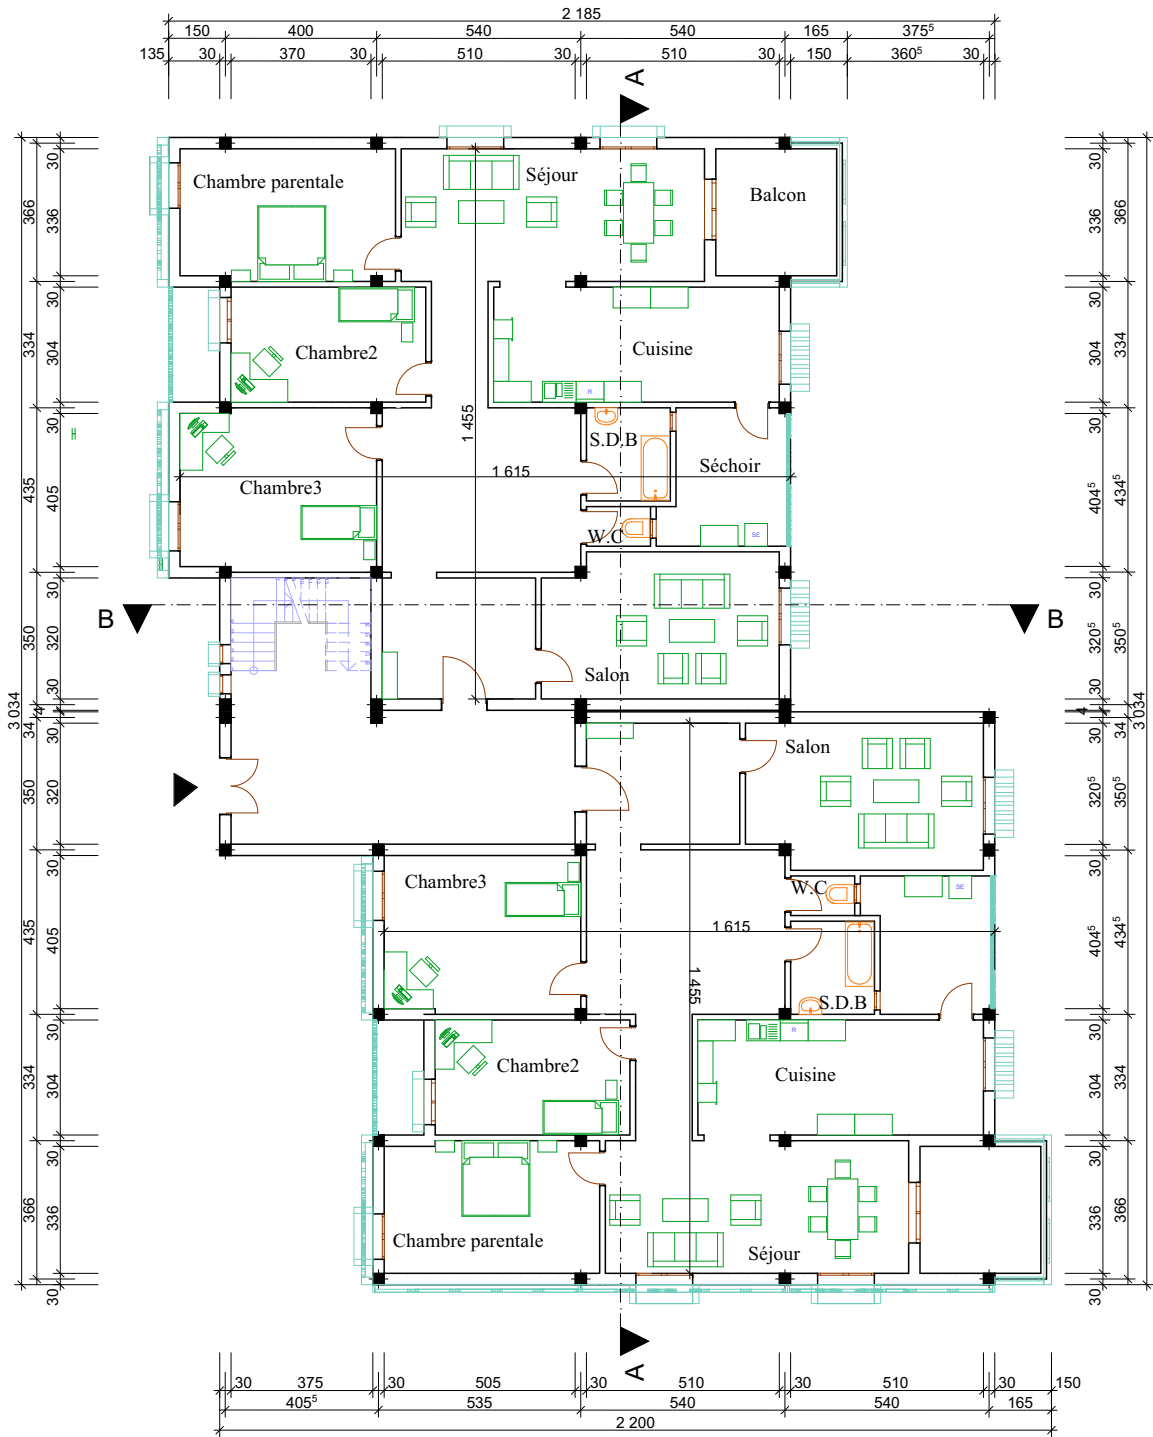 2 185
150 400 540 540 165 375⁵
135 30 370 30 510 30 510 30 150 360⁵ 30
A
Chambre parentale
Séjour
Balcon
Chambre2
Cuisine
R
1 455
S.D.B
Séchoir
1 615
Chambre3
W.C
SE
B
B
Salon
Salon
Chambre3
W.C
SE
1 615
1 455
S.D.B
R
Chambre2
Cuisine
Chambre parentale
Séjour
A
3 034
366 334 435 350 34 4 350 435 334 366
30 336 30 304 30 405 30 320 30 30 320 30 405 30 304 30 336 30
30 336 30 304 30 404⁵ 30 320⁵ 30 4 30 320⁵ 30 404⁵ 30 304 30 336 30
366 334 434⁵ 350⁵ 34 350⁵ 434⁵ 334 366
3 034
30 375 30 505 30 510 30 510 30 150
405⁵ 535 540 540 165
2 200